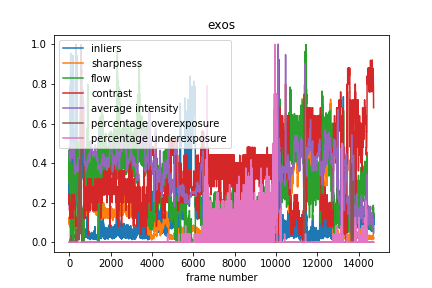 exos
1.0
0.8
0.6
0.4
0.2
0.0
inliers
sharpness
flow
contrast
average intensity
percentage overexposure
percentage underexposure
0 2000 4000 6000 8000 10000 12000 14000
frame number